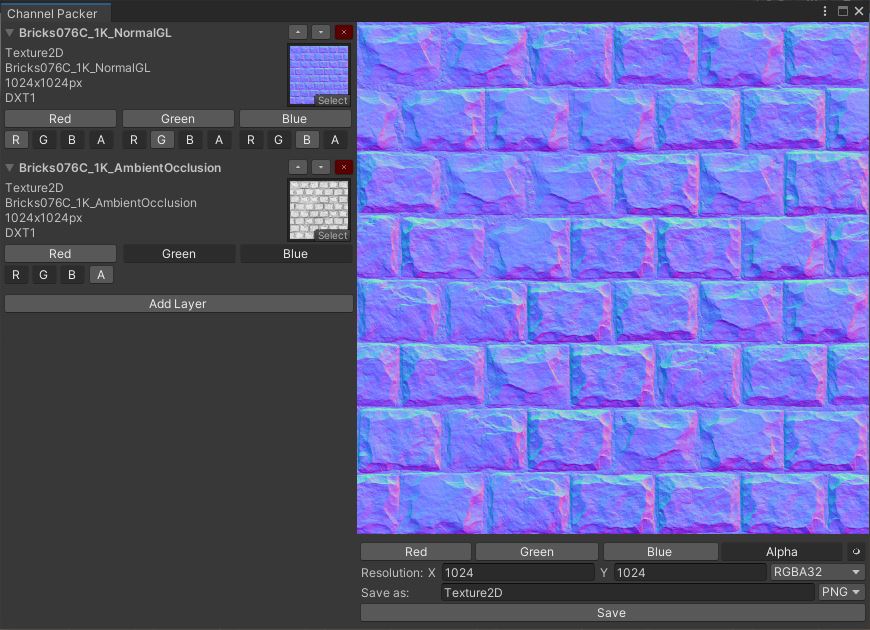 Channel Packer
Bricks076C_1K_NormalGL
Texture2D
Bricks076C_1K_NormalGL
1024x1024px
DXT1
Select
Red Green Blue
R G B A R G B A R G B A
Bricks076C_1K_AmbientOcclusion
Texture2D
Bricks076C_1K_AmbientOcclusion
1024x1024px
DXT1
Select
Red Green Blue
R G B A
Add Layer
Red Green Blue Alpha
Resolution: X 1024 Y 1024 RGBA32
Save as: Texture2D PNG
Save